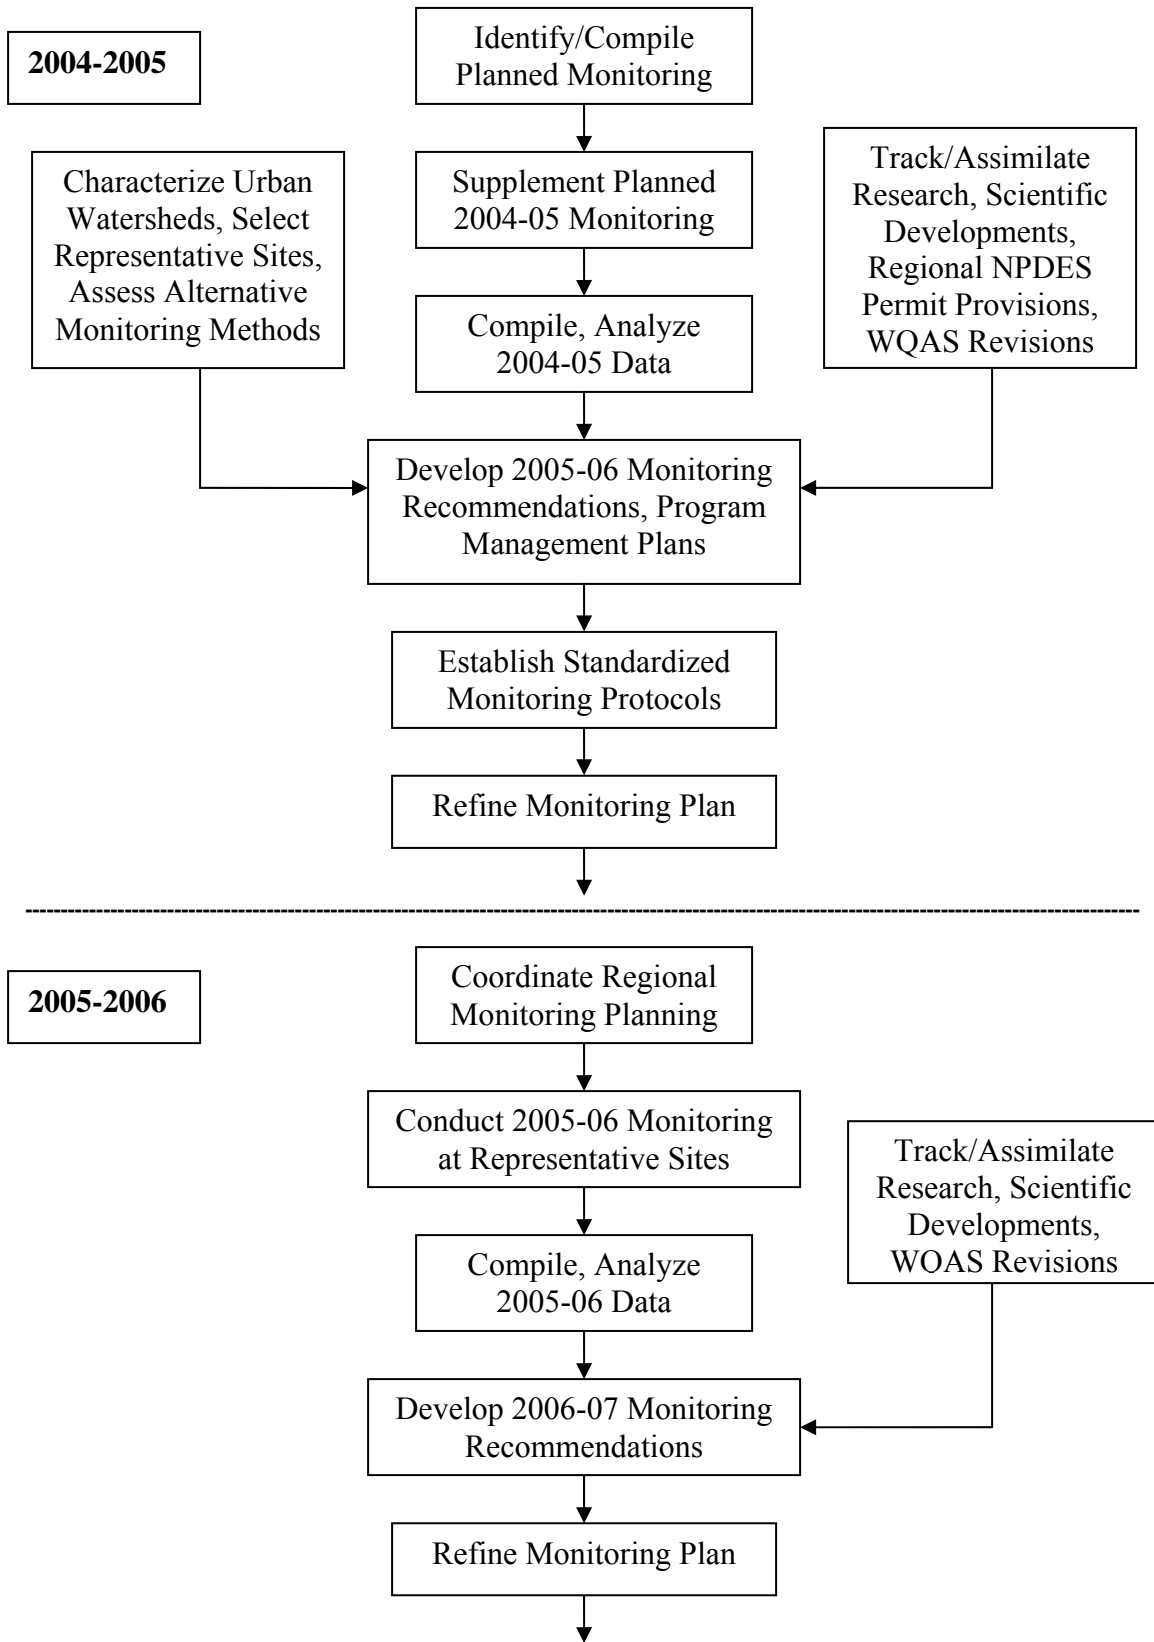 2004-2005
Identify/Compile
Planned Monitoring
Characterize Urban
Watersheds, Select
Representative Sites,
Assess Alternative
Monitoring Methods
Supplement Planned
2004-05 Monitoring
Track/Assimilate
Research, Scientific
Developments,
Regional NPDES
Permit Provisions,
WQAS Revisions
Compile, Analyze
2004-05 Data
Develop 2005-06 Monitoring
Recommendations, Program
Management Plans
Establish Standardized
Monitoring Protocols
Refine Monitoring Plan
2005-2006
Coordinate Regional
Monitoring Planning
Conduct 2005-06 Monitoring
at Representative Sites
Track/Assimilate
Research, Scientific
Developments,
WOAS Revisions
Compile, Analyze
2005-06 Data
Develop 2006-07 Monitoring
Recommendations
Refine Monitoring Plan